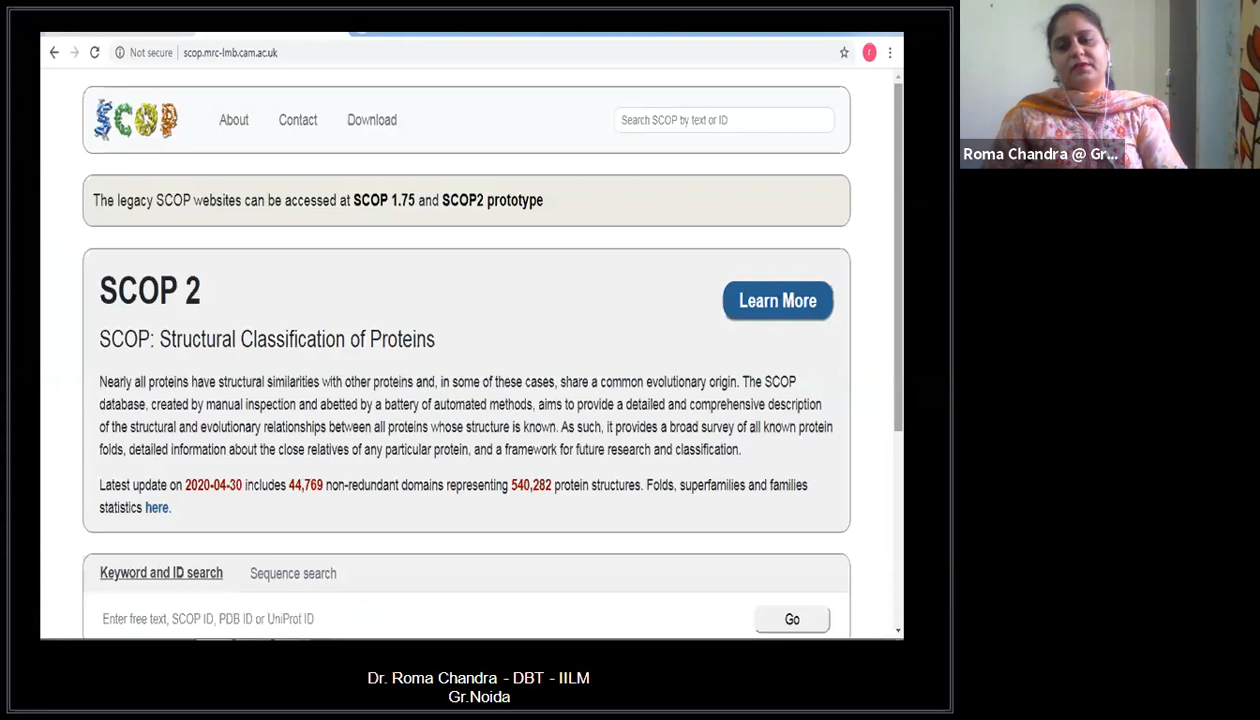 Not secure | scop.mrc-lmb.cam.ac.uk
SCOP
About
Contact
Download
Search SCOP by text or ID
The legacy SCOP websites can be accessed at SCOP 1.75 and SCOP2 prototype
SCOP 2
Learn More
SCOP: Structural Classification of Proteins
Nearly all proteins have structural similarities with other proteins and, in some of these cases, share a common evolutionary origin. The SCOP
database, created by manual inspection and abetted by a battery of automated methods, aims to provide a detailed and comprehensive description
of the structural and evolutionary relationships between all proteins whose structure is known. As such, it provides a broad survey of all known protein
folds, detailed information about the close relatives of any particular protein, and a framework for future research and classification.
Latest update on 2020-04-30 includes 44,769 non-redundant domains representing 540,282 protein structures. Folds, superfamilies and families
statistics here.
Keyword and ID search
Sequence search
Enter free text, SCOP ID, PDB ID or UniProt ID
Go
Dr. Roma Chandra - DBT - IILM
Gr.Noida
Roma Chandra @ Gr...